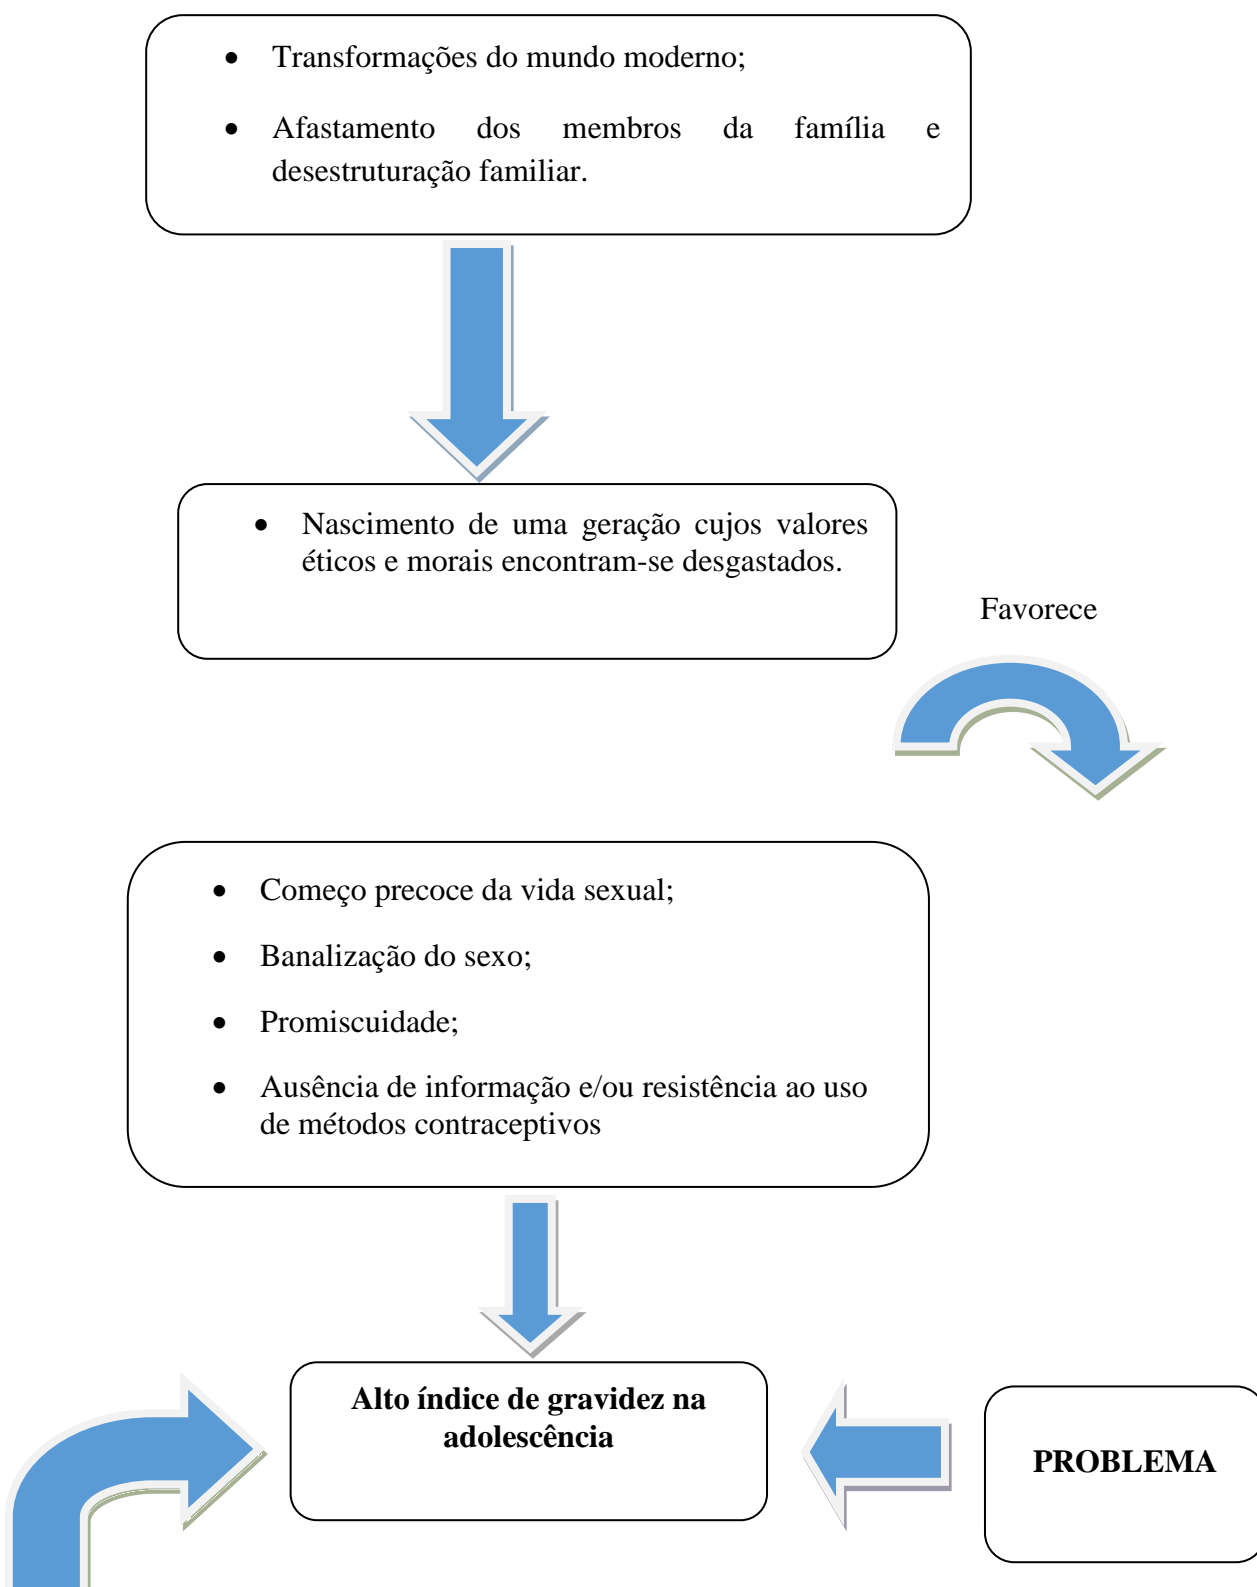 • Transformações do mundo moderno;
• Afastamento dos membros da família e
desestruturação familiar.
• Nascimento de uma geração cujos valores
éticos e morais encontram-se desgastados.
Favorece
• Começo precoce da vida sexual;
• Banalização do sexo;
• Promiscuidade;
• Ausência de informação e/ou resistência ao uso
de métodos contraceptivos
Alto índice de gravidez na
adolescência
PROBLEMA